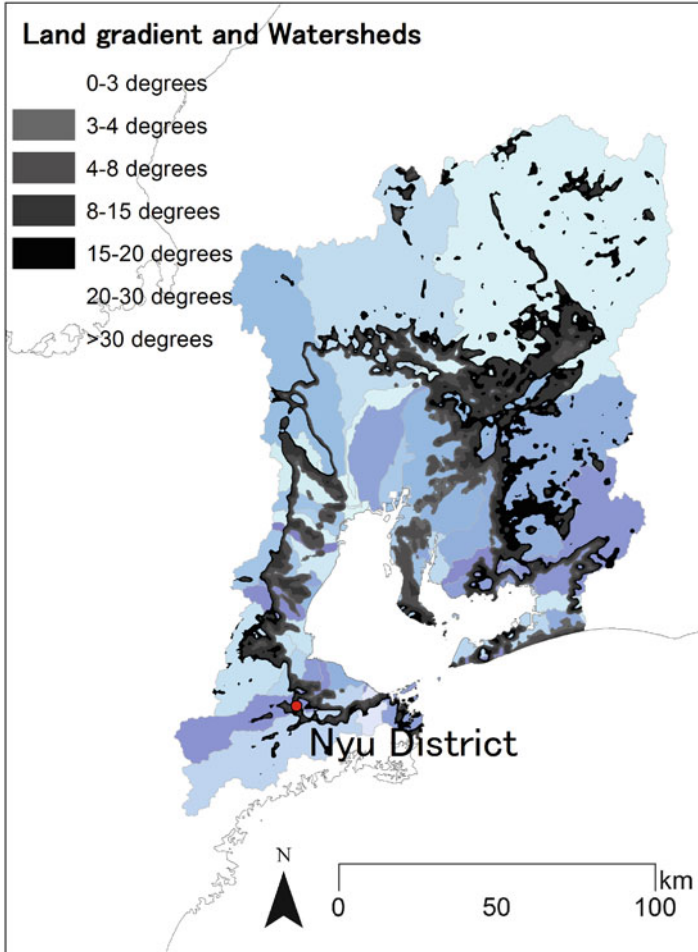 Land gradient and Watersheds
0-3 degrees
3-4 degrees
4-8 degrees
8-15 degrees
15-20 degrees
20-30 degrees
>30 degrees
Nyu District
N
km
0 50 100